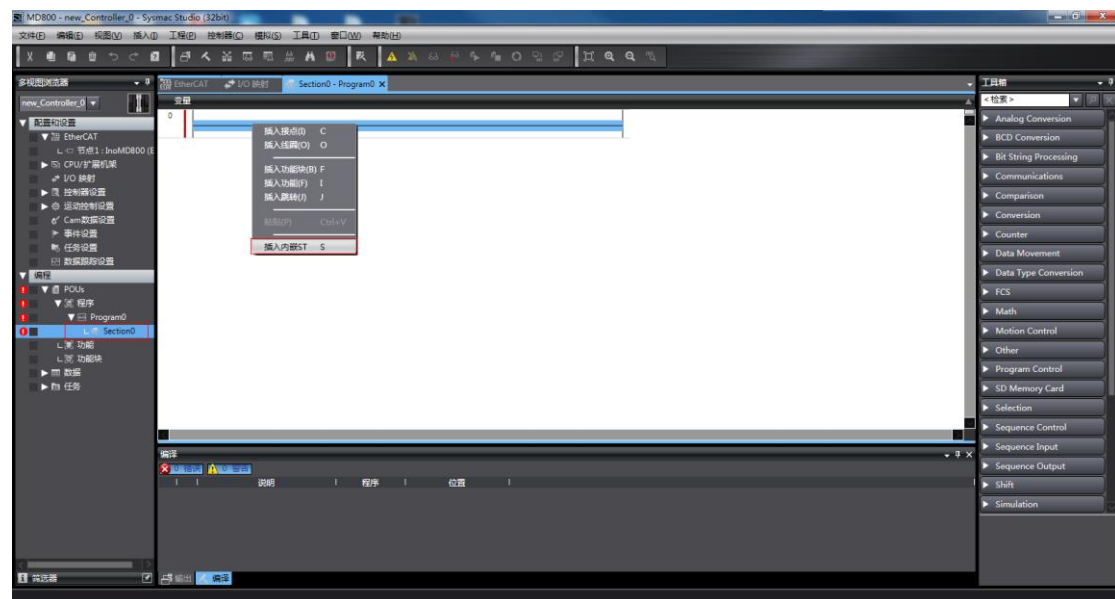 MD800 - new_Controller_0 - Sysmac Studio (32bit)
文件(F) 编辑(E) 视图(V) 插入(I) 工程(P) 控制器(C) 模拟(S) 工具(T) 窗口(W) 帮助(H)
多视图浏览器
new_Controller_0
配置和设置
EtherCAT
节点1 : InoMD800 (E
CPU/扩展机架
I/O 映射
控制器设置
运动控制设置
Cam数据设置
事件设置
任务设置
数据跟踪设置
编程
POUs
程序
Program0
Section0
功能
功能块
数据
任务
筛选器
EtherCAT I/O 映射 Section0 - Program0
变量
0
插入接点(I) C
插入线圈(O) O
插入功能块(B) F
插入功能(F) I
插入跳转(J) J
粘贴(P) Ctrl+V
插入内嵌ST S
编译
0 错误 0 警告
说明 程序 位置
输出 编译
工具箱
<检索>
Analog Conversion
BCD Conversion
Bit String Processing
Communications
Comparison
Conversion
Counter
Data Movement
Data Type Conversion
FCS
Math
Motion Control
Other
Program Control
SD Memory Card
Selection
Sequence Control
Sequence Input
Sequence Output
Shift
Simulation